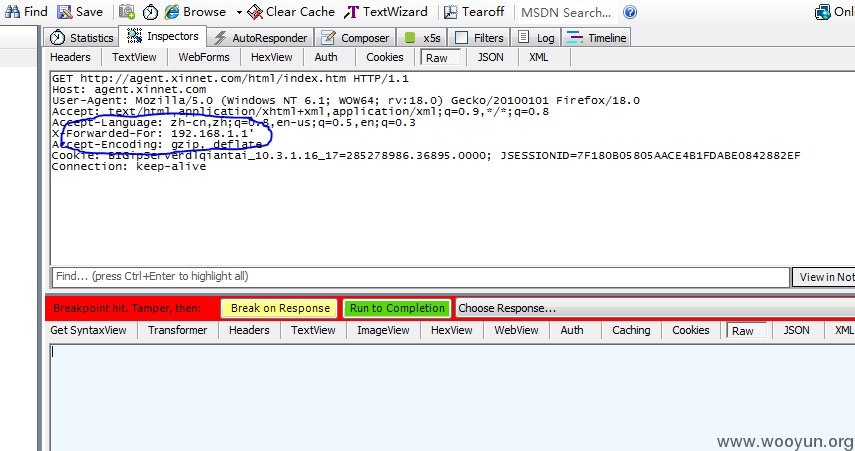 Find Save Browse Clear Cache TextWizard Tearoff MSDN Search... Onli
Statistics Inspectors AutoResponder Composer x5s Filters Log Timeline
Headers TextView WebForms HexView Auth Cookies Raw JSON XML
GET http://agent.xinnet.com/html/index.htm HTTP/1.1
Host: agent.xinnet.com
User-Agent: Mozilla/5.0 (Windows NT 6.1; WOW64; rv:18.0) Gecko/20100101 Firefox/18.0
Accept: text/html,application/xhtml+xml,application/xml;q=0.9,*/*;q=0.8
Accept-Language: zh-cn,zh;q=0.8,en-us;q=0.5,en;q=0.3
X-Forwarded-For: 192.168.1.1'
Accept-Encoding: gzip, deflate
Cookie: BIGipServerdlqiantai_10.3.1.16_17=285278986.36895.0000; JSESSIONID=7F180B05805AACE4B1FDABE0842882EF
Connection: keep-alive
Find... (press Ctrl+Enter to highlight all) View in Not
Breakpoint hit. Tamper, then: Break on Response Run to Completion Choose Response...
Get SyntaxView Transformer Headers TextView ImageView HexView WebView Auth Caching Cookies Raw JSON XML
www.wooyun.org